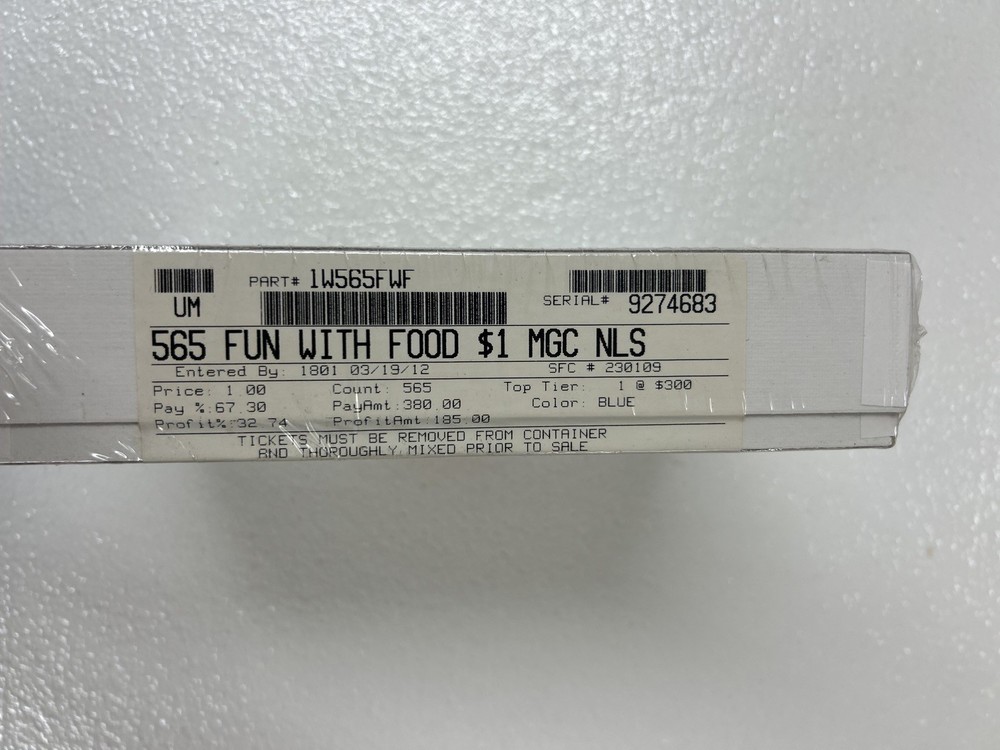 UM
PART# 1W565FWF
SERIAL# 9274683
565 FUN WITH FOOD $1 MGC NLS
Entered By: 1801 03/19/12 SFC # 230109
Price: 1.00 Count: 565 Top Tier: 1 @ $300
Pay %:67.30 PayAmt:380.00 Color: BLUE
Profit%:32.74 ProfitAmt:185.00
TICKETS MUST BE REMOVED FROM CONTAINER
AND THOROUGHLY MIXED PRIOR TO SALE